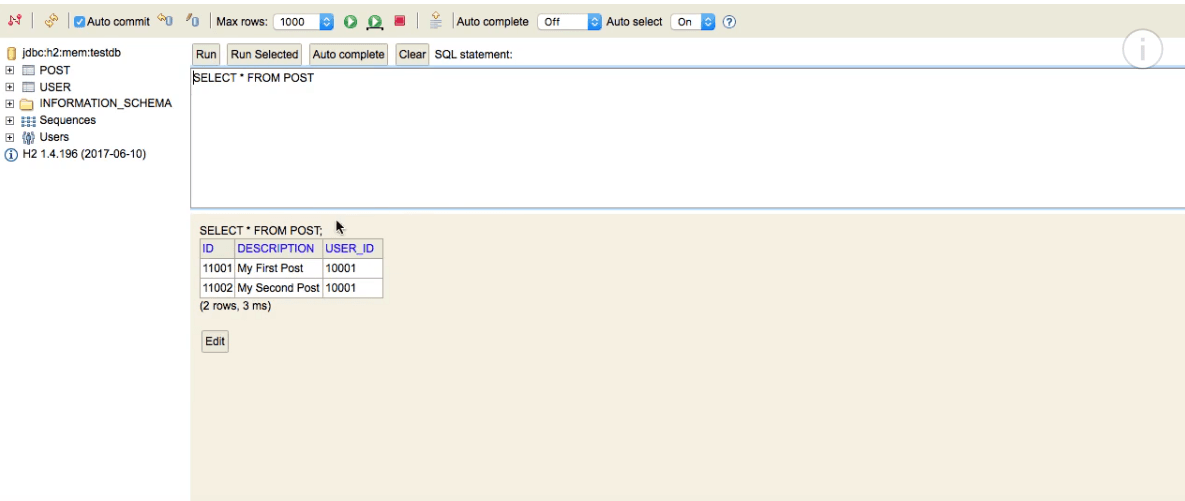 Auto commit Max rows: 1000 Auto complete Off Auto select On ?
jdbc:h2:mem:testdb
POST
USER
INFORMATION_SCHEMA
Sequences
Users
H2 1.4.196 (2017-06-10)
Run Run Selected Auto complete Clear SQL statement:
SELECT * FROM POST
SELECT * FROM POST;
ID DESCRIPTION USER_ID
11001 My First Post 10001
11002 My Second Post 10001
(2 rows, 3 ms)
Edit